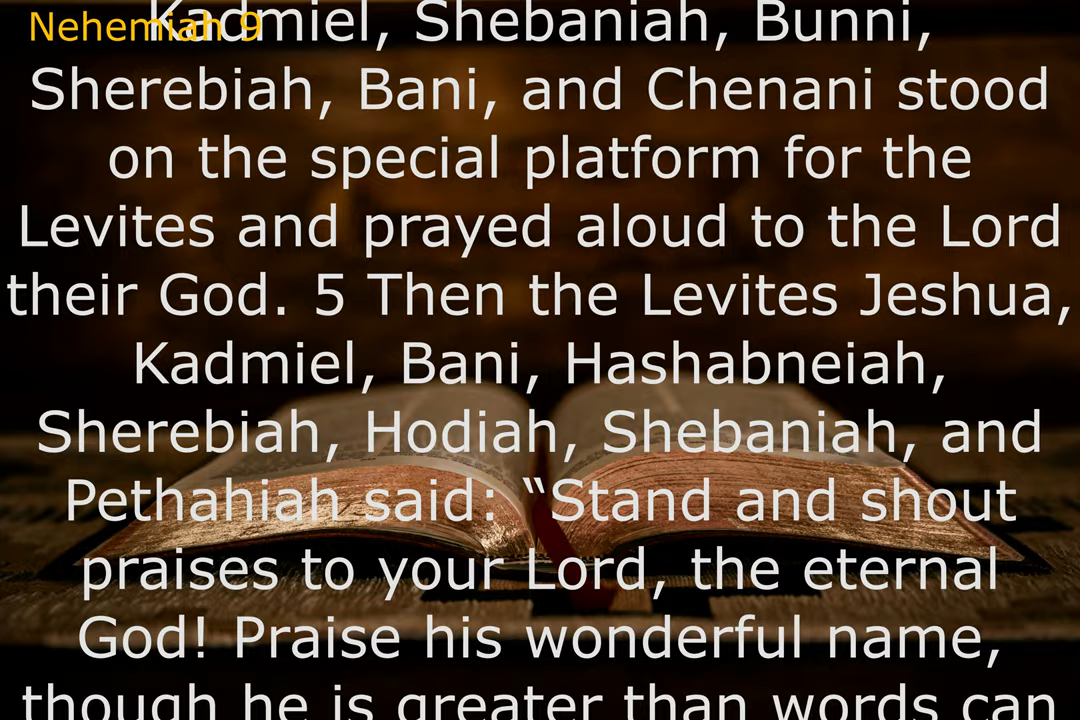 Nehemiah 9
Kadmiel, Shebaniah, Bunni,
Sherebiah, Bani, and Chenani stood
on the special platform for the
Levites and prayed aloud to the Lord
their God. 5 Then the Levites Jeshua,
Kadmiel, Bani, Hashabneiah,
Sherebiah, Hodiah, Shebaniah, and
Pethahiah said: “Stand and shout
praises to your Lord, the eternal
God! Praise his wonderful name,
though he is greater than words can